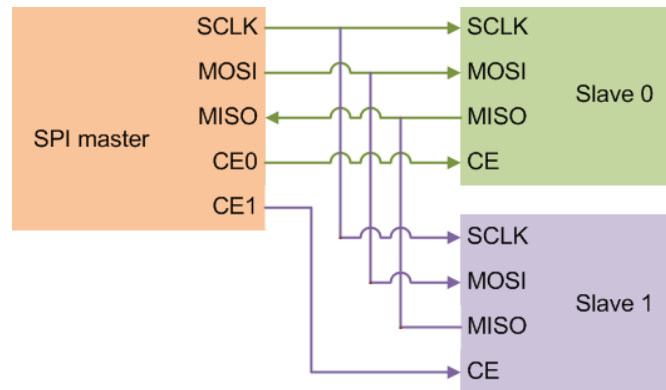 SPI master
SCLK
MOSI
MISO
CE0
CE1
SCLK
MOSI
MISO
CE
Slave 0
SCLK
MOSI
MISO
CE
Slave 1